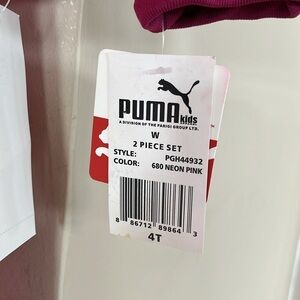 PUMA kids
A DIVISION OF THE PARIGI GROUP LTD.
W
2 PIECE SET
STYLE: PGH44932
COLOR: 680 NEON PINK
8 86712 89864 3
4T